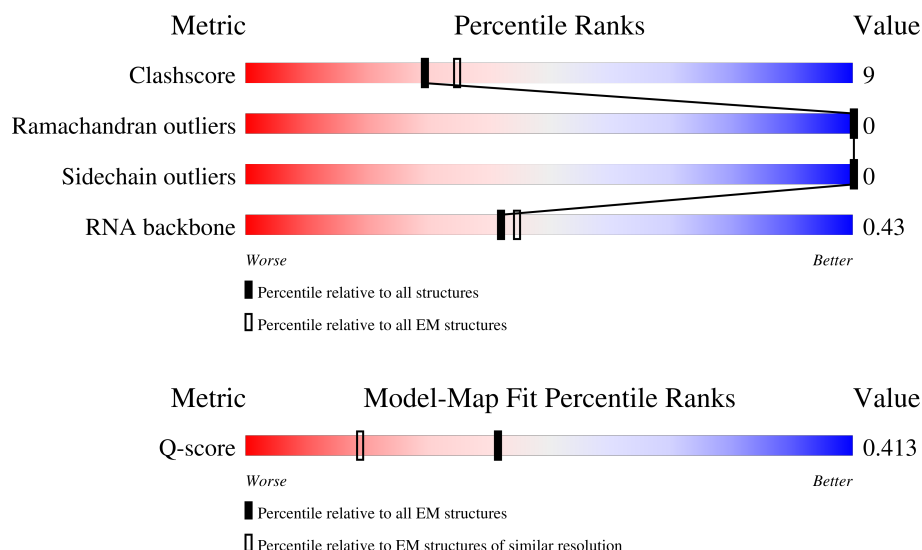 Metric Percentile Ranks Value
Clashscore 9
Ramachandran outliers 0
Sidechain outliers 0
RNA backbone 0.43
Worse Better
Percentile relative to all structures
Percentile relative to all EM structures
Metric Model-Map Fit Percentile Ranks Value
Q-score 0.413
Worse Better
Percentile relative to all EM structures
Percentile relative to EM structures of similar resolution